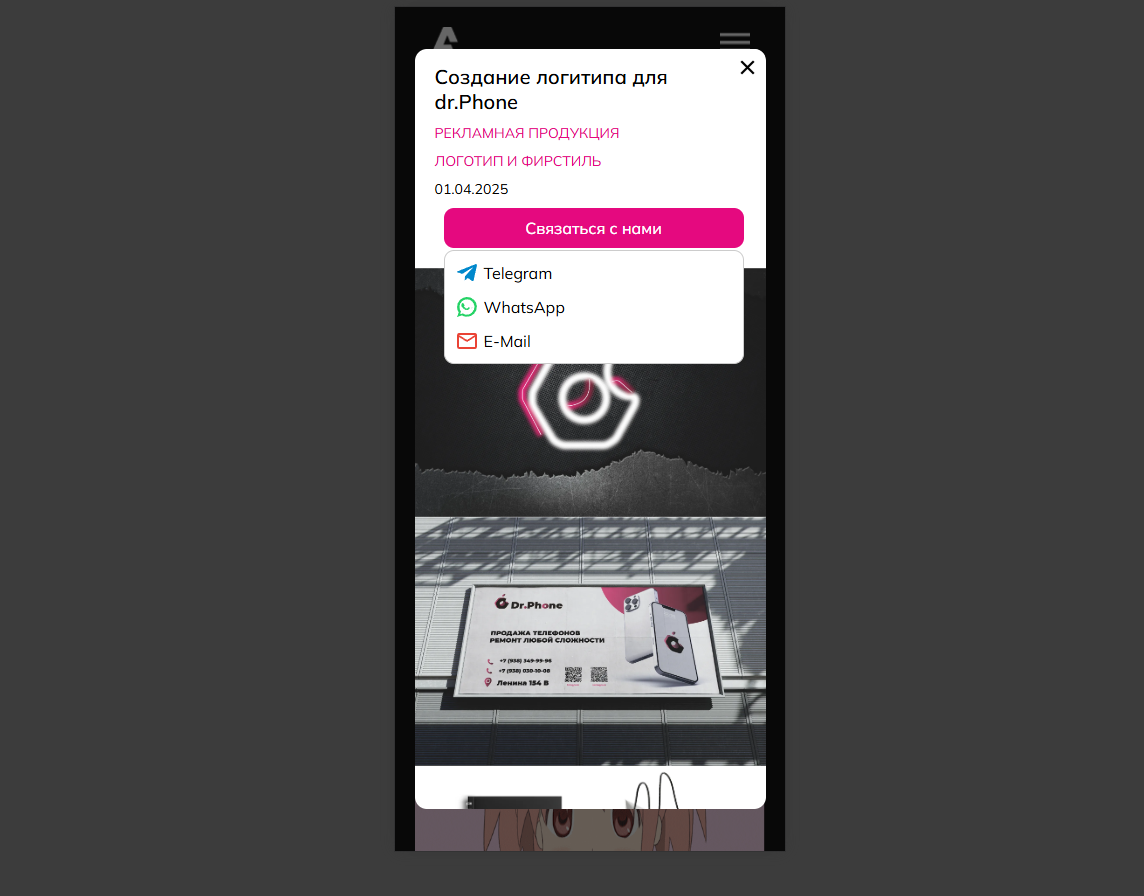 Создание логитипа для
dr.Phone
РЕКЛАМНАЯ ПРОДУКЦИЯ
ЛОГОТИП И ФИРСТИЛЬ
01.04.2025
Связаться с нами
Telegram
WhatsApp
E-Mail
Dr.Phone
ПРОДАЖА ТЕЛЕФОНОВ
РЕМОНТ ЛЮБОЙ СЛОЖНОСТИ
+7 (938) 349-99-96
+7 (938) 030-10-08
Ленина 154 В